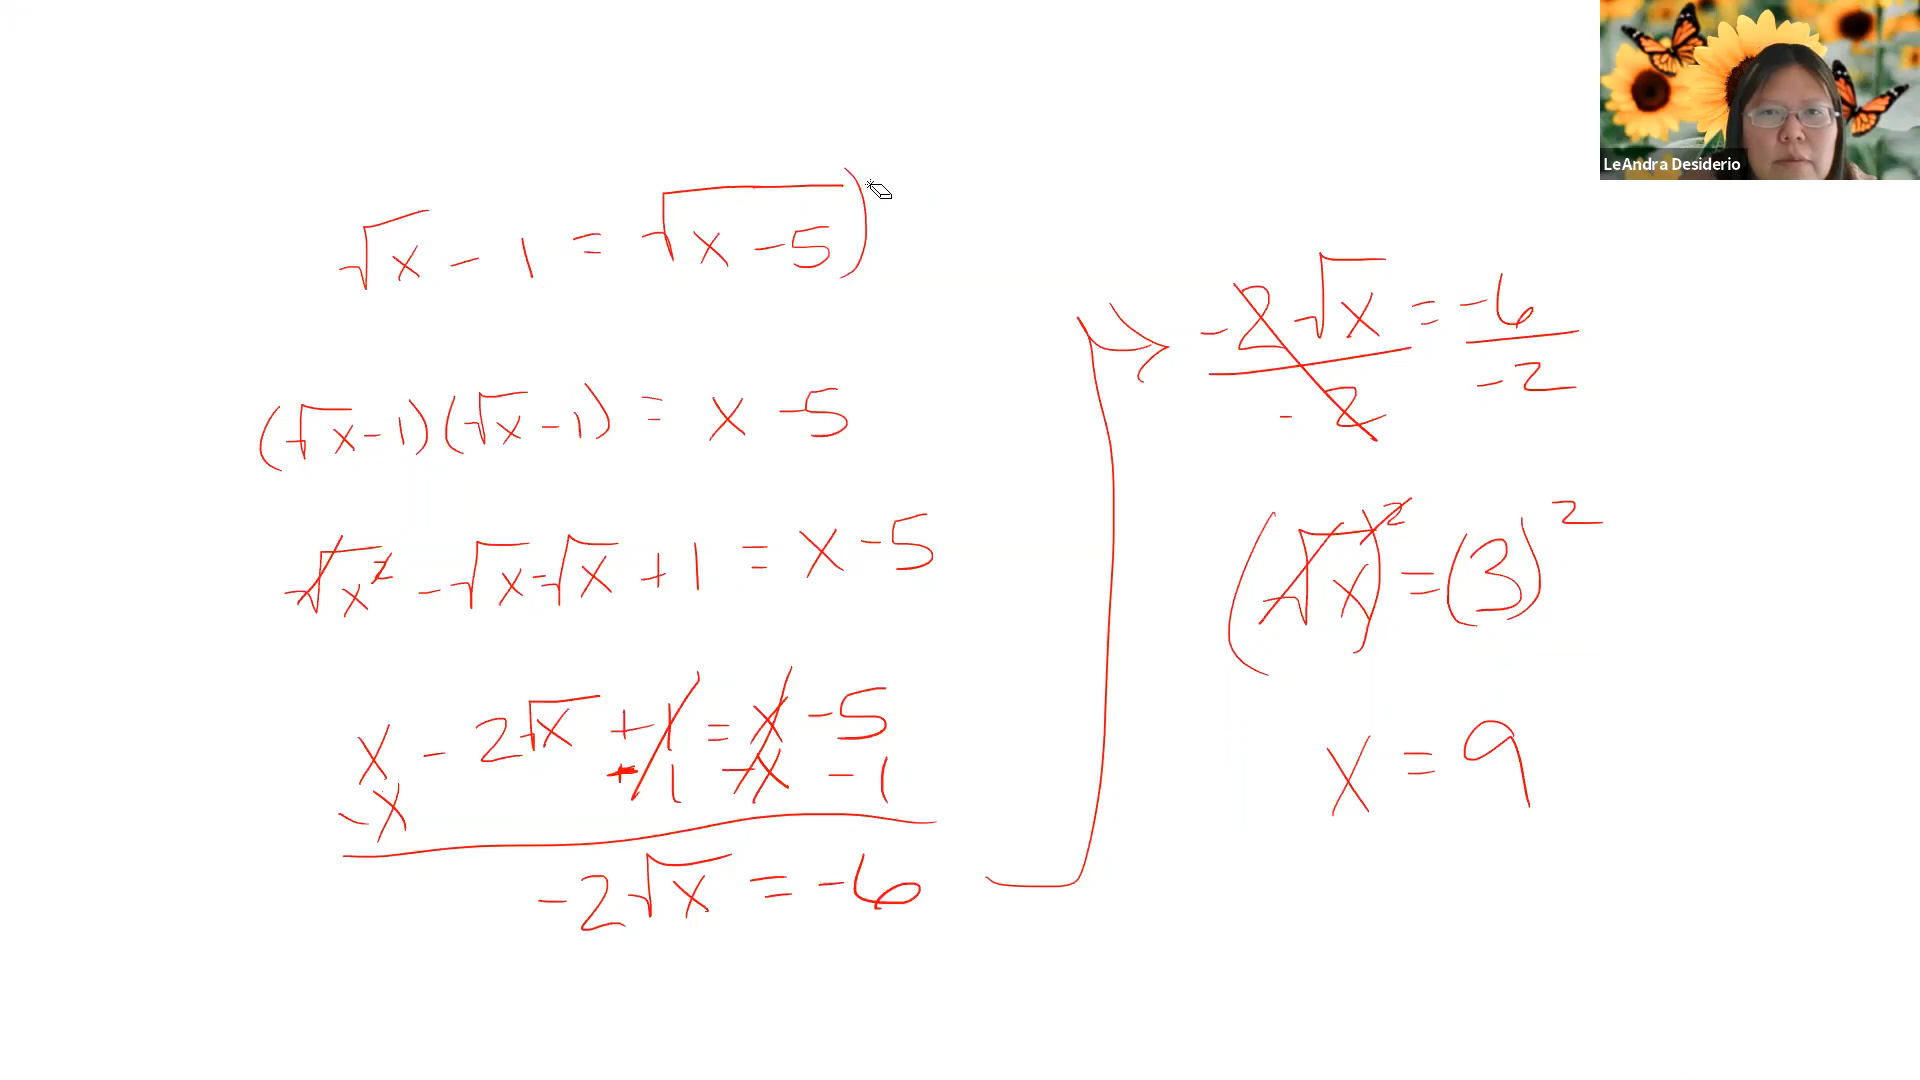 LeAndra Desiderio
√x - 1 = √(x - 5))
(√x - 1)(√x - 1) = x - 5
√x² - √x - √x + 1 = x - 5
x - 2√x + 1 = x - 5
-x - 1 -x - 1
-2√x = -6
-2√x = -6
-2 -2
(√x)² = (3)²
x = 9